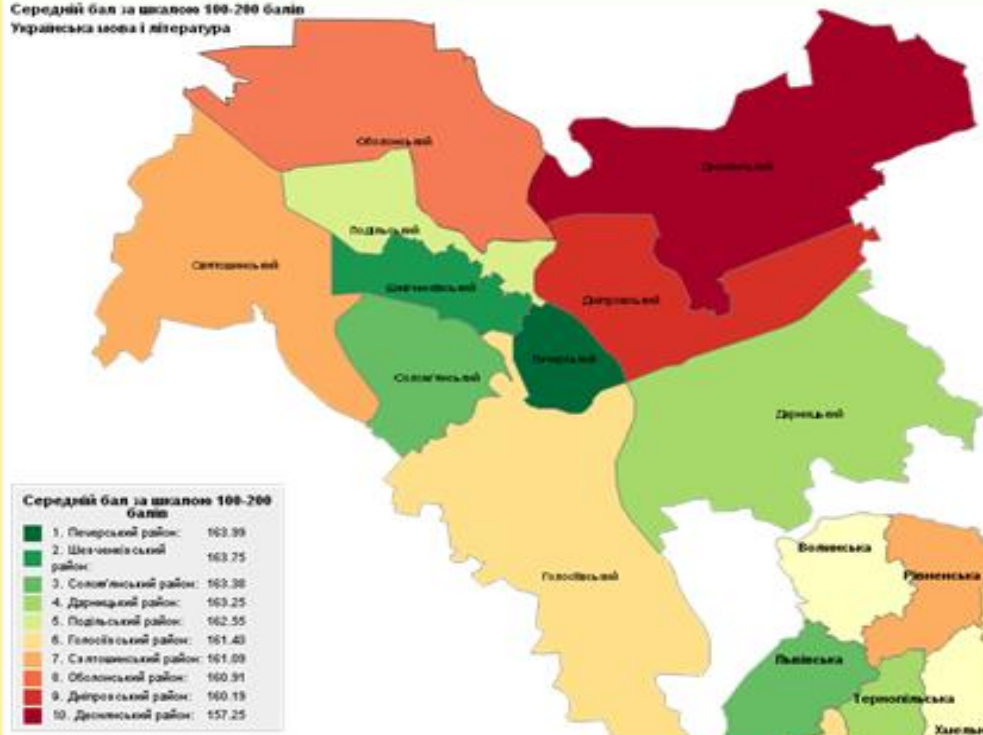 Середній бал за шкалою 100-200 балів
Українська мова і література
Оболонський
Деснянський
Подільський
Святошинський
Шевченківський
Дніпровський
Печерський
Солом'янський
Дарницький
Голосіївський
Середній бал за шкалою 100-200
балів
1. Печерський район: 163.99
2. Шевченківський
район: 163.75
3. Солом'янський район: 163.38
4. Дарницький район: 163.25
5. Подільський район: 162.55
6. Голосіївський район: 161.43
7. Святошинський район: 161.09
8. Оболонський район: 160.91
9. Дніпровський район: 160.19
10. Деснянський район: 157.25
Волинська
Рівненська
Львівська
Тернопільська